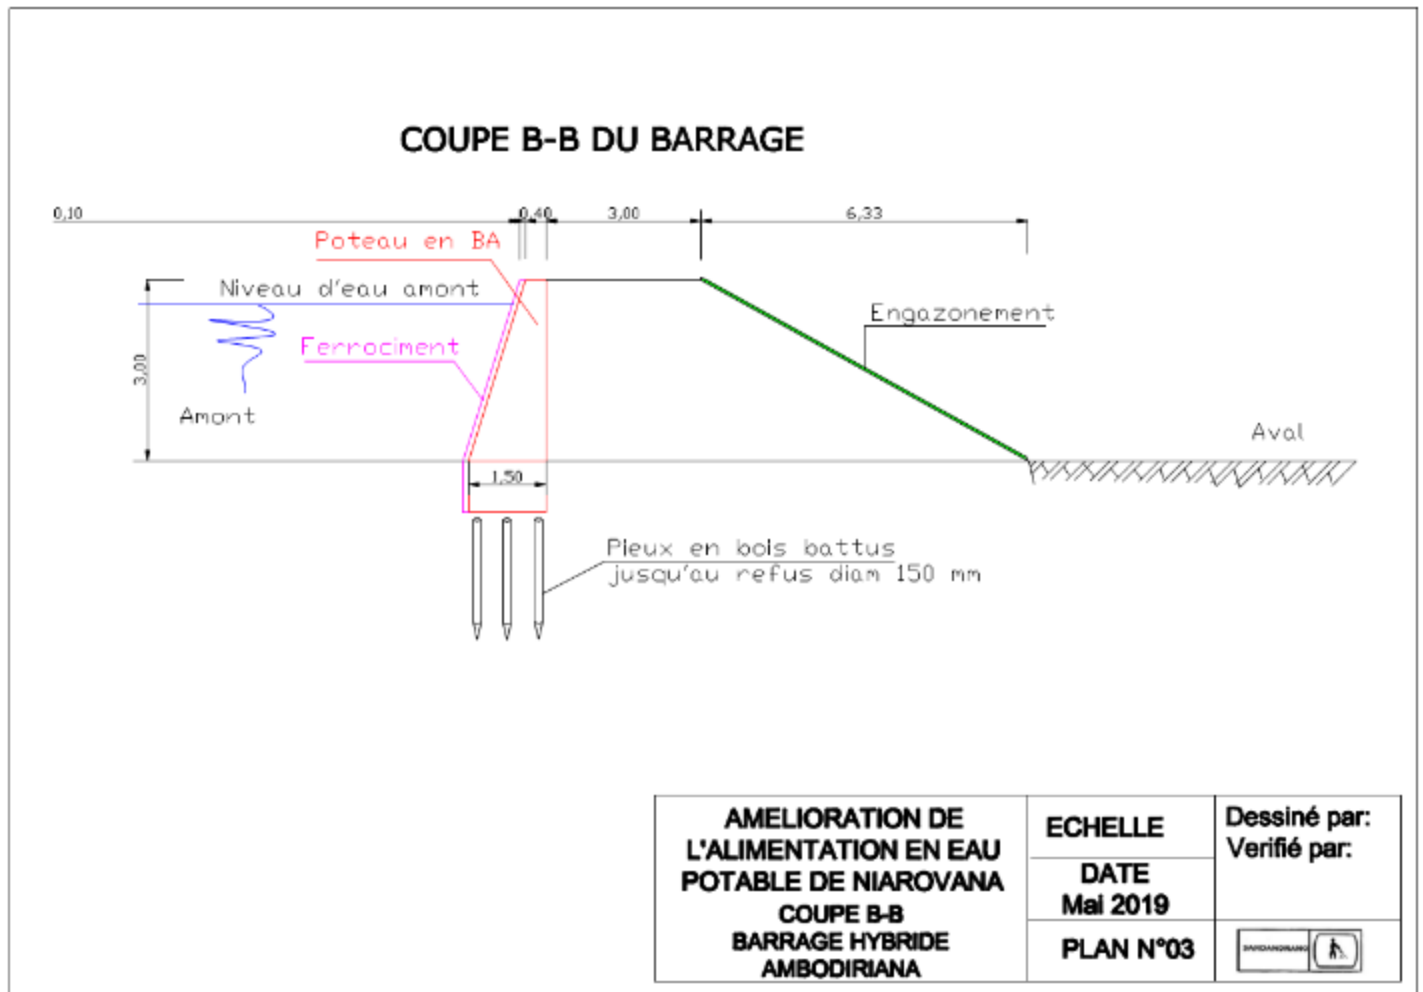 COUPE B-B DU BARRAGE
0,10
0,40
3,00
6,33
Poteau en BA
Niveau d'eau amont
Engazonement
Ferrociment
3,00
Amont
Aval
1,50
Pieux en bois battus
jusqu'au refus diam 150 mm
AMELIORATION DE
L'ALIMENTATION EN EAU
POTABLE DE NIAROVANA
COUPE B-B
BARRAGE HYBRIDE
AMBODIRIANA
ECHELLE
DATE
Mai 2019
PLAN N°03
Dessiné par:
Verifié par: